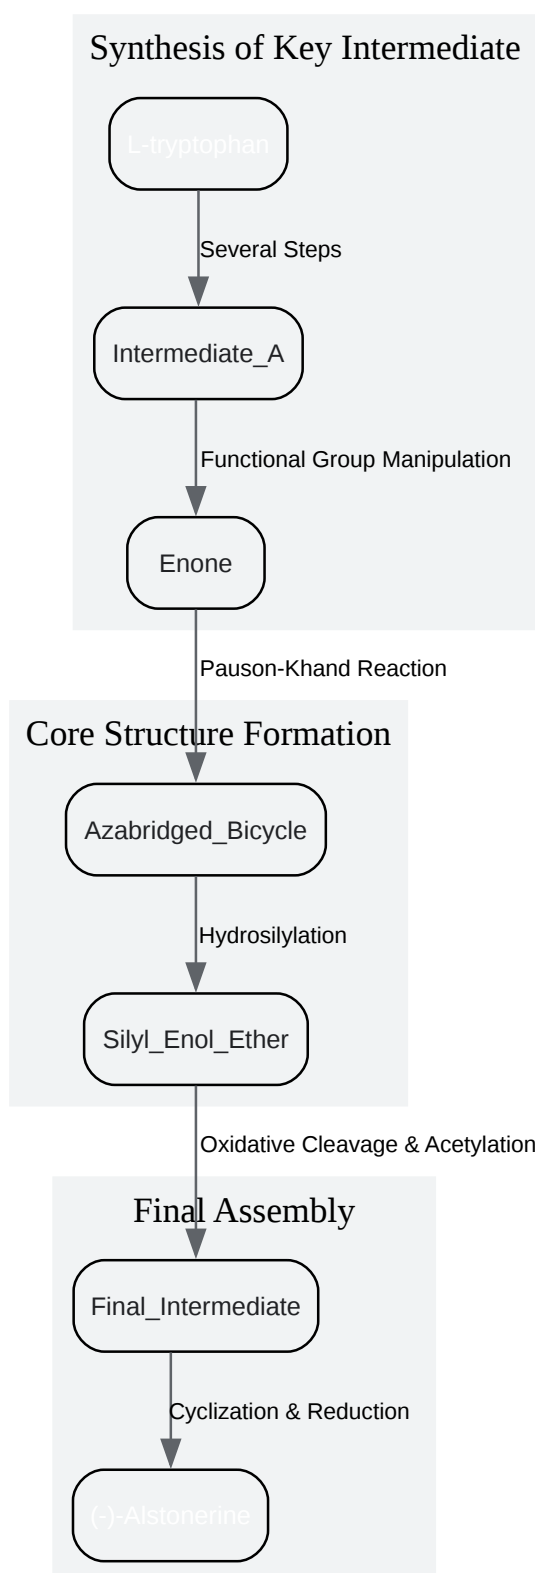 Synthesis of Key Intermediate
L-tryptophan
Several Steps
Intermediate_A
Functional Group Manipulation
Enone
Pauson-Khand Reaction
Core Structure Formation
Azabridged_Bicycle
Hydrosilylation
Silyl_Enol_Ether
Oxidative Cleavage & Acetylation
Final Assembly
Final_Intermediate
Cyclization & Reduction
(-)-Alstonerine